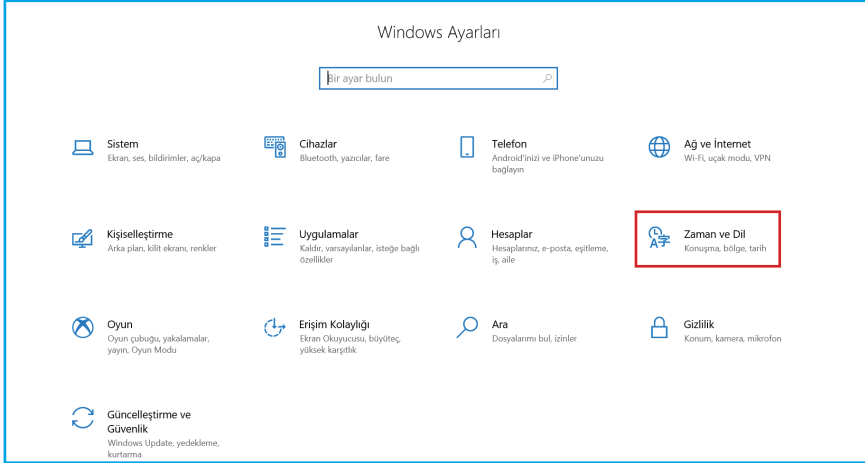 Windows Ayarları
Bir ayar bulun
Sistem
Ekran, ses, bildirimler, aç/kapa
Cihazlar
Bluetooth, yazıcılar, fare
Telefon
Android'inizi ve iPhone'unuzu
bağlayın
Ağ ve İnternet
Wi-Fi, uçak modu, VPN
Kişiselleştirme
Arka plan, kilit ekranı, renkler
Uygulamalar
Kaldır, varsayılanlar, isteğe bağlı
özellikler
Hesaplar
Hesaplarınız, e-posta, eşitleme,
iş, aile
Zaman ve Dil
Konuşma, bölge, tarih
Oyun
Oyun çubuğu, yakalamalar,
yayın, Oyun Modu
Erişim Kolaylığı
Ekran Okuyucusu, büyüteç,
yüksek karşıtlık
Ara
Dosyalarımı bul, izinler
Gizlilik
Konum, kamera, mikrofon
Güncelleştirme ve
Güvenlik
Windows Update, yedekleme,
kurtarma